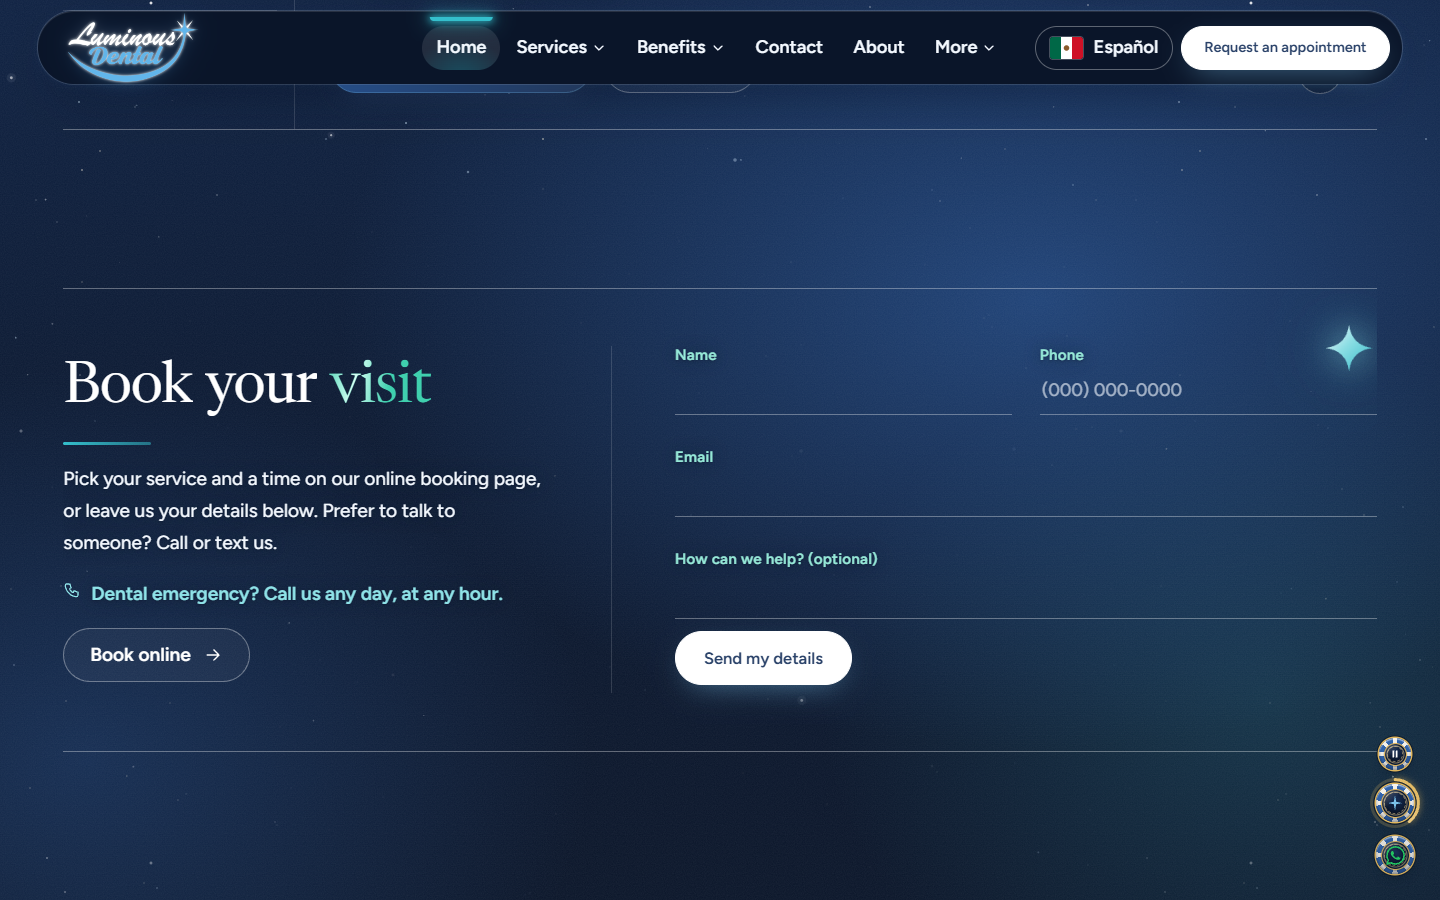 Luminous
Dental
Home
Services
Benefits
Contact
About
More
Español
Request an appointment
Book your visit
Pick your service and a time on our online booking page,
or leave us your details below. Prefer to talk to
someone? Call or text us.
Dental emergency? Call us any day, at any hour.
Book online
Name
Phone
(000) 000-0000
Email
How can we help? (optional)
Send my details